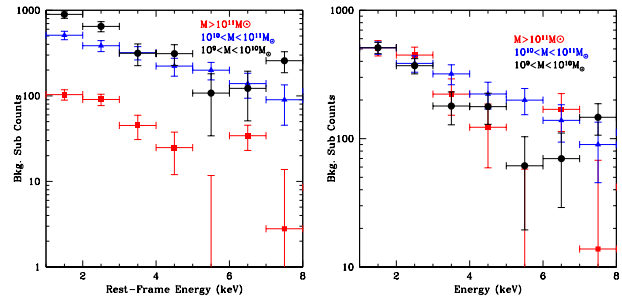 1000
100
10
1
Bkg. Sub Counts
M>10¹¹M⊙
10¹⁰<M<10¹¹M⊙
10⁹<M<10¹⁰M⊙
2 4 6 8
Rest-Frame Energy (keV)
1000
100
10
Bkg. Sub Counts
M>10¹¹M⊙
10¹⁰<M<10¹¹M⊙
10⁹<M<10¹⁰M⊙
2 4 6 8
Energy (keV)